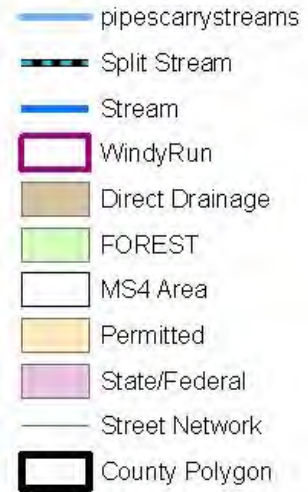 pipescarrystreams
Split Stream
Stream
WindyRun
Direct Drainage
FOREST
MS4 Area
Permitted
State/Federal
Street Network
County Polygon